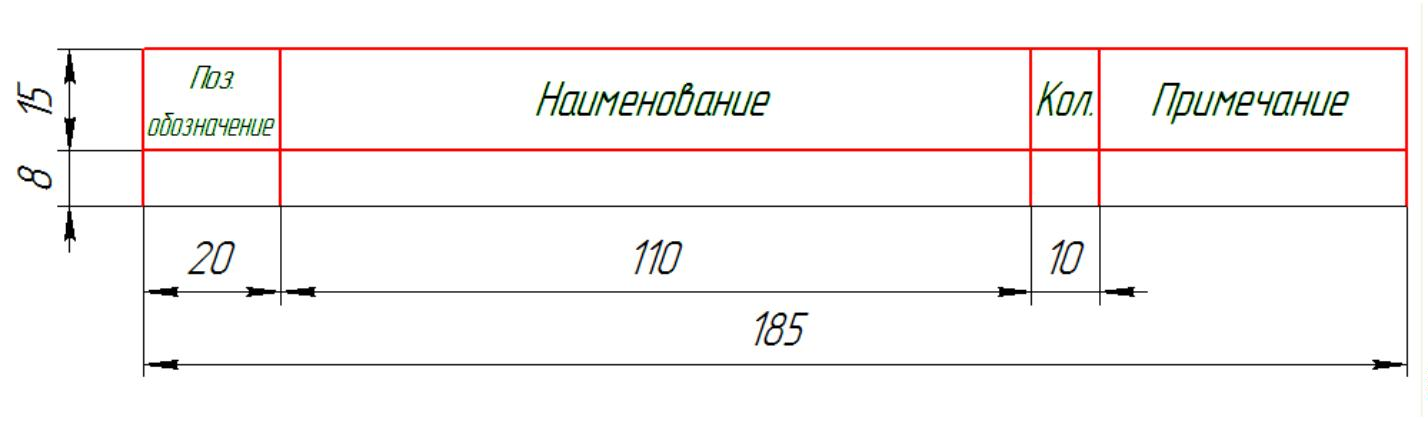 Поз.
обозначение
Наименование
Кол.
Примечание
15
8
20
110
10
185